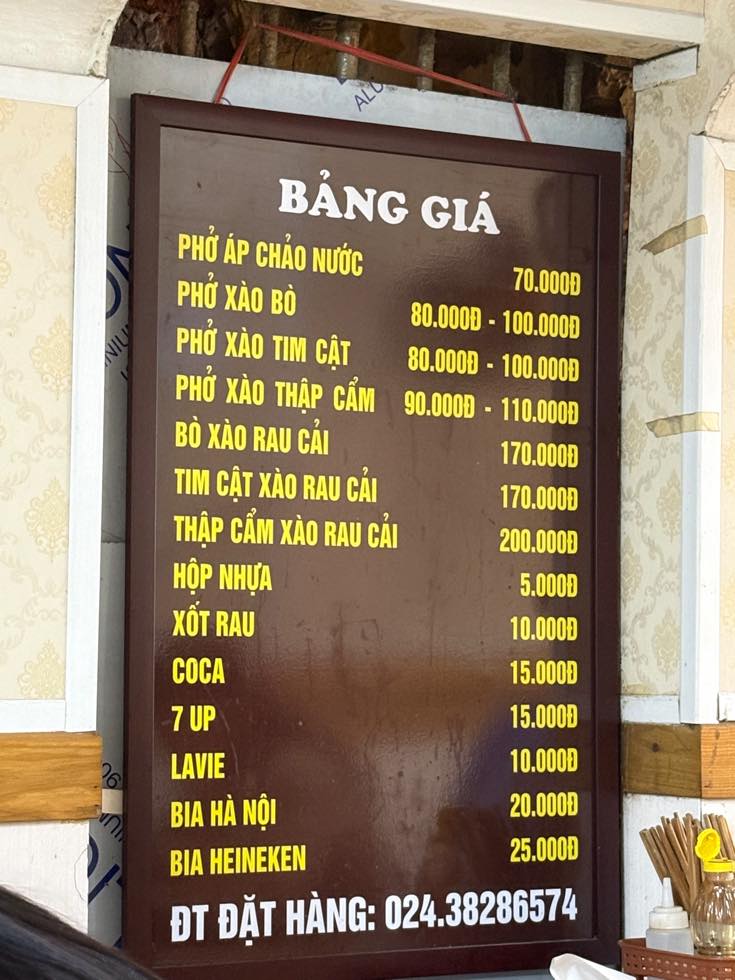 ALU
BẢNG GIÁ
PHỞ ÁP CHẢO NƯỚC 70.000Đ
PHỞ XÀO BÒ 80.000Đ - 100.000Đ
PHỞ XÀO TIM CẬT 80.000Đ - 100.000Đ
PHỞ XÀO THẬP CẨM 90.000Đ - 110.000Đ
BÒ XÀO RAU CẢI 170.000Đ
TIM CẬT XÀO RAU CẢI 170.000Đ
THẬP CẨM XÀO RAU CẢI 200.000Đ
HỘP NHỰA 5.000Đ
XỐT RAU 10.000Đ
COCA 15.000Đ
7 UP 15.000Đ
LAVIE 10.000Đ
BIA HÀ NỘI 20.000Đ
BIA HEINEKEN 25.000Đ
ĐT ĐẶT HÀNG: 024.38286574